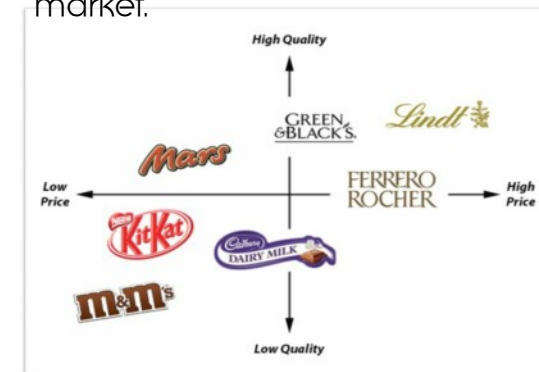 market.
High Quality
GREEN
&BLACK'S.
Lindt
Mars
Low
Price
FERRERO
ROCHER
High
Price
Nestlé
KitKat
Cadbury
DAIRY MILK
m&m's
Low Quality